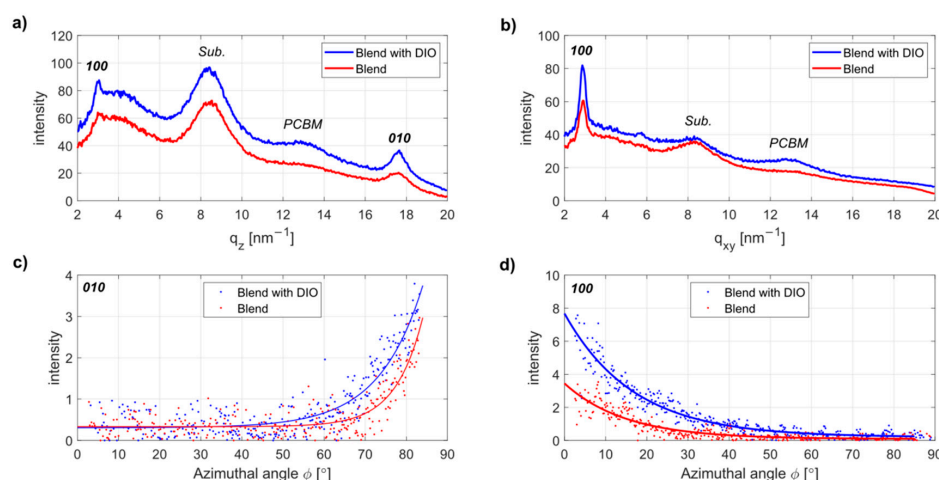 a)
120
100
80
60
40
20
0
intensity
100
Sub.
PCBM
010
Blend with DIO
Blend
2 4 6 8 10 12 14 16 18 20
q_z [nm⁻¹]
b)
100
80
60
40
20
0
intensity
100
Sub.
PCBM
Blend with DIO
Blend
2 4 6 8 10 12 14 16 18 20
q_xy [nm⁻¹]
c)
4
3
2
1
0
intensity
010
Blend with DIO
Blend
0 10 20 30 40 50 60 70 80 90
Azimuthal angle ϕ [°]
d)
10
8
6
4
2
0
intensity
100
Blend with DIO
Blend
0 10 20 30 40 50 60 70 80 90
Azimuthal angle ϕ [°]